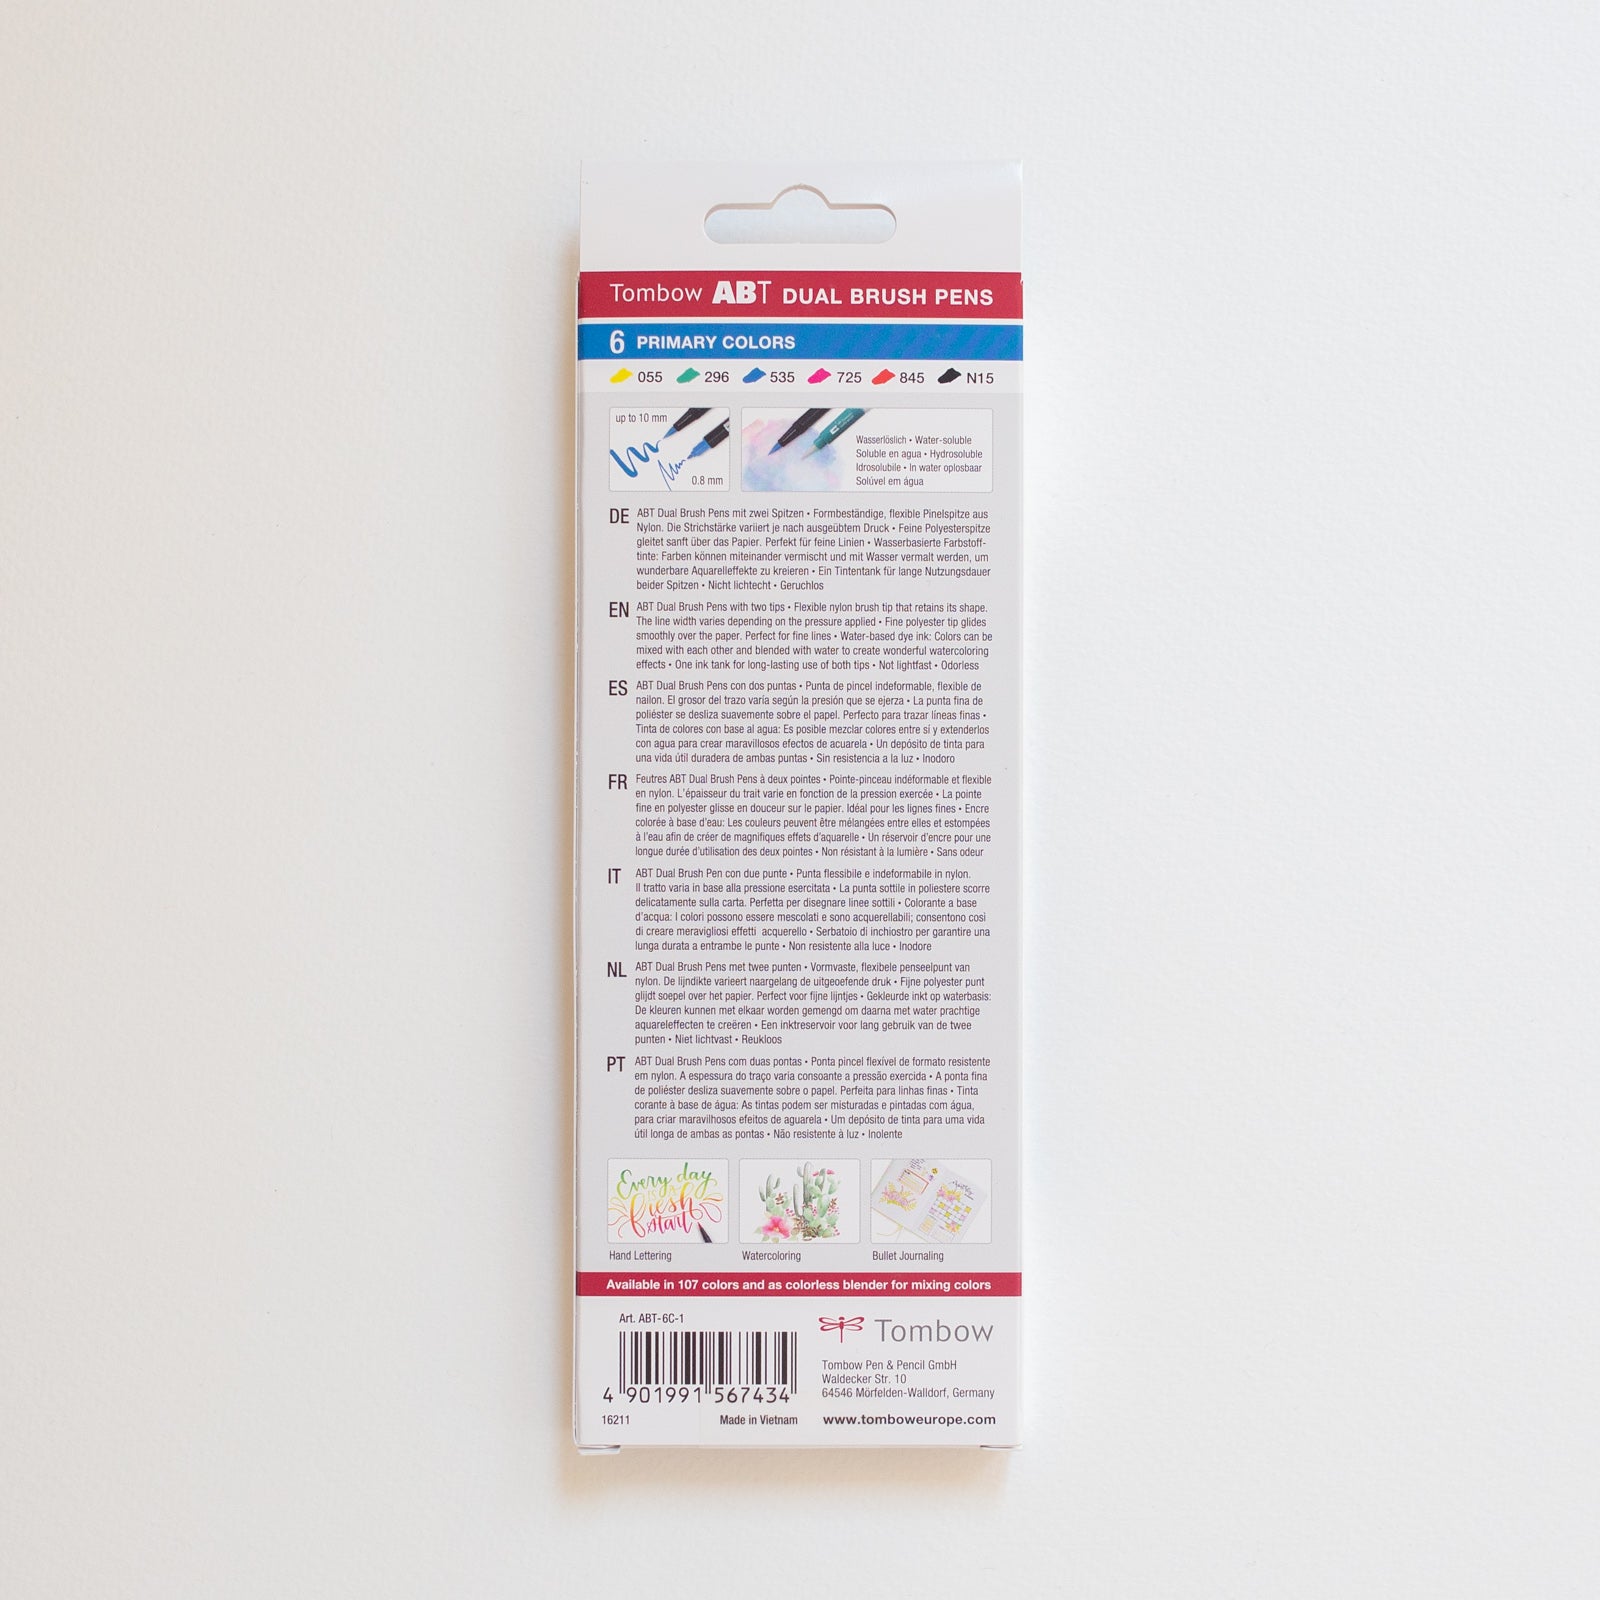 Tombow ABT DUAL BRUSH PENS
6 PRIMARY COLORS
055 296 535 725 845 N15
up to 10 mm
0.8 mm
Wasserlöslich • Water-soluble
Soluble en agua • Hydrosoluble
Idrosolubile • In water oplosbaar
Solúvel em água
DE ABT Dual Brush Pens mit zwei Spitzen • Formbeständige, flexible Pinelspitze aus
Nylon. Die Strichstärke variiert je nach ausgeübtem Druck • Feine Polyesterspitze
gleitet sanft über das Papier. Perfekt für feine Linien • Wasserbasierte Farbstoff-
tinte: Farben können miteinander vermischt und mit Wasser vermalt werden, um
wunderbare Aquarelleffekte zu kreieren • Ein Tintentank für lange Nutzungsdauer
beider Spitzen • Nicht lichtecht • Geruchlos
EN ABT Dual Brush Pens with two tips • Flexible nylon brush tip that retains its shape.
The line width varies depending on the pressure applied • Fine polyester tip glides
smoothly over the paper. Perfect for fine lines • Water-based dye ink: Colors can be
mixed with each other and blended with water to create wonderful watercoloring
effects • One ink tank for long-lasting use of both tips • Not lightfast • Odorless
ES ABT Dual Brush Pens con dos puntas • Punta de pincel indeformable, flexible de
nailon. El grosor del trazo varía según la presión que se ejerza • La punta fina de
poliéster se desliza suavemente sobre el papel. Perfecto para trazar líneas finas •
Tinta de colores con base al agua: Es posible mezclar colores entre sí y extenderlos
con agua para crear maravillosos efectos de acuarela • Un depósito de tinta para
una vida útil duradera de ambas puntas • Sin resistencia a la luz • Inodoro
FR Feutres ABT Dual Brush Pens à deux pointes • Pointe-pinceau indéformable et flexible
en nylon. L'épaisseur du trait varie en fonction de la pression exercée • La pointe
fine en polyester glisse en douceur sur le papier. Idéal pour les lignes fines • Encre
colorée à base d'eau: Les couleurs peuvent être mélangées entre elles et estompées
à l'eau afin de créer de magnifiques effets d'aquarelle • Un réservoir d'encre pour une
longue durée d'utilisation des deux pointes • Non résistant à la lumière • Sans odeur
IT ABT Dual Brush Pen con due punte • Punta flessibile e indeformabile in nylon.
Il tratto varia in base alla pressione esercitata • La punta sottile in poliestere scorre
delicatamente sulla carta. Perfetta per disegnare linee sottili • Colorante a base
d'acqua: I colori possono essere mescolati e sono acquerellabili; consentono così
di creare meravigliosi effetti acquerello • Serbatoio di inchiostro per garantire una
lunga durata a entrambe le punte • Non resistente alla luce • Inodore
NL ABT Dual Brush Pens met twee punten • Vormvaste, flexibele penseelpunt van
nylon. De lijndikte varieert naargelang de uitgeoefende druk • Fijne polyester punt
glijdt soepel over het papier. Perfect voor fijne lijntjes • Gekleurde inkt op waterbasis:
De kleuren kunnen met elkaar worden gemengd om daarna met water prachtige
aquareleffecten te creëren • Een inktreservoir voor lang gebruik van de twee
punten • Niet lichtvast • Reukloos
PT ABT Dual Brush Pens com duas pontas • Ponta pincel flexível de formato resistente
em nylon. A espessura do traço varia consoante a pressão exercida • A ponta fina
de poliéster desliza suavemente sobre o papel. Perfeita para linhas finas • Tinta
corante à base de água: As tintas podem ser misturadas e pintadas com água,
para criar maravilhosos efeitos de aguarela • Um depósito de tinta para uma vida
útil longa de ambas as pontas • Não resistente à luz • Inolente
Every day
is a
fresh
start
Hand Lettering
Watercoloring
Bullet Journaling
Available in 107 colors and as colorless blender for mixing colors
Art. ABT-6C-1
4 901991 567434
16211
Made in Vietnam
Tombow
Tombow Pen & Pencil GmbH
Waldecker Str. 10
64546 Mörfelden-Walldorf, Germany
www.tomboweurope.com